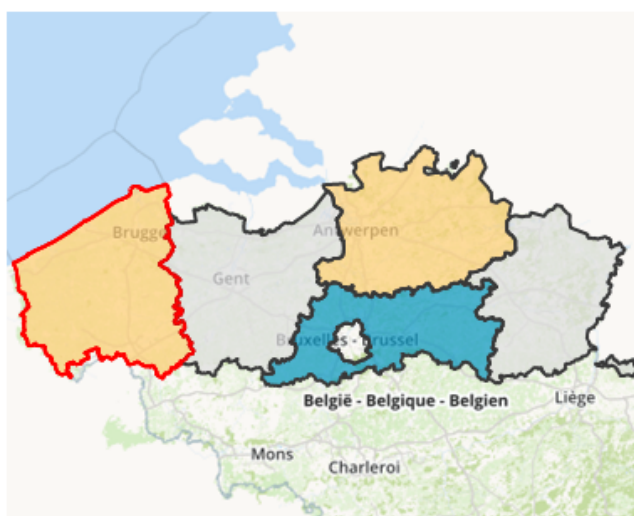 Brugge
Antwerpen
Gent
Bruxelles - Brussel
België - Belgique - Belgien
Liège
Mons
Charleroi